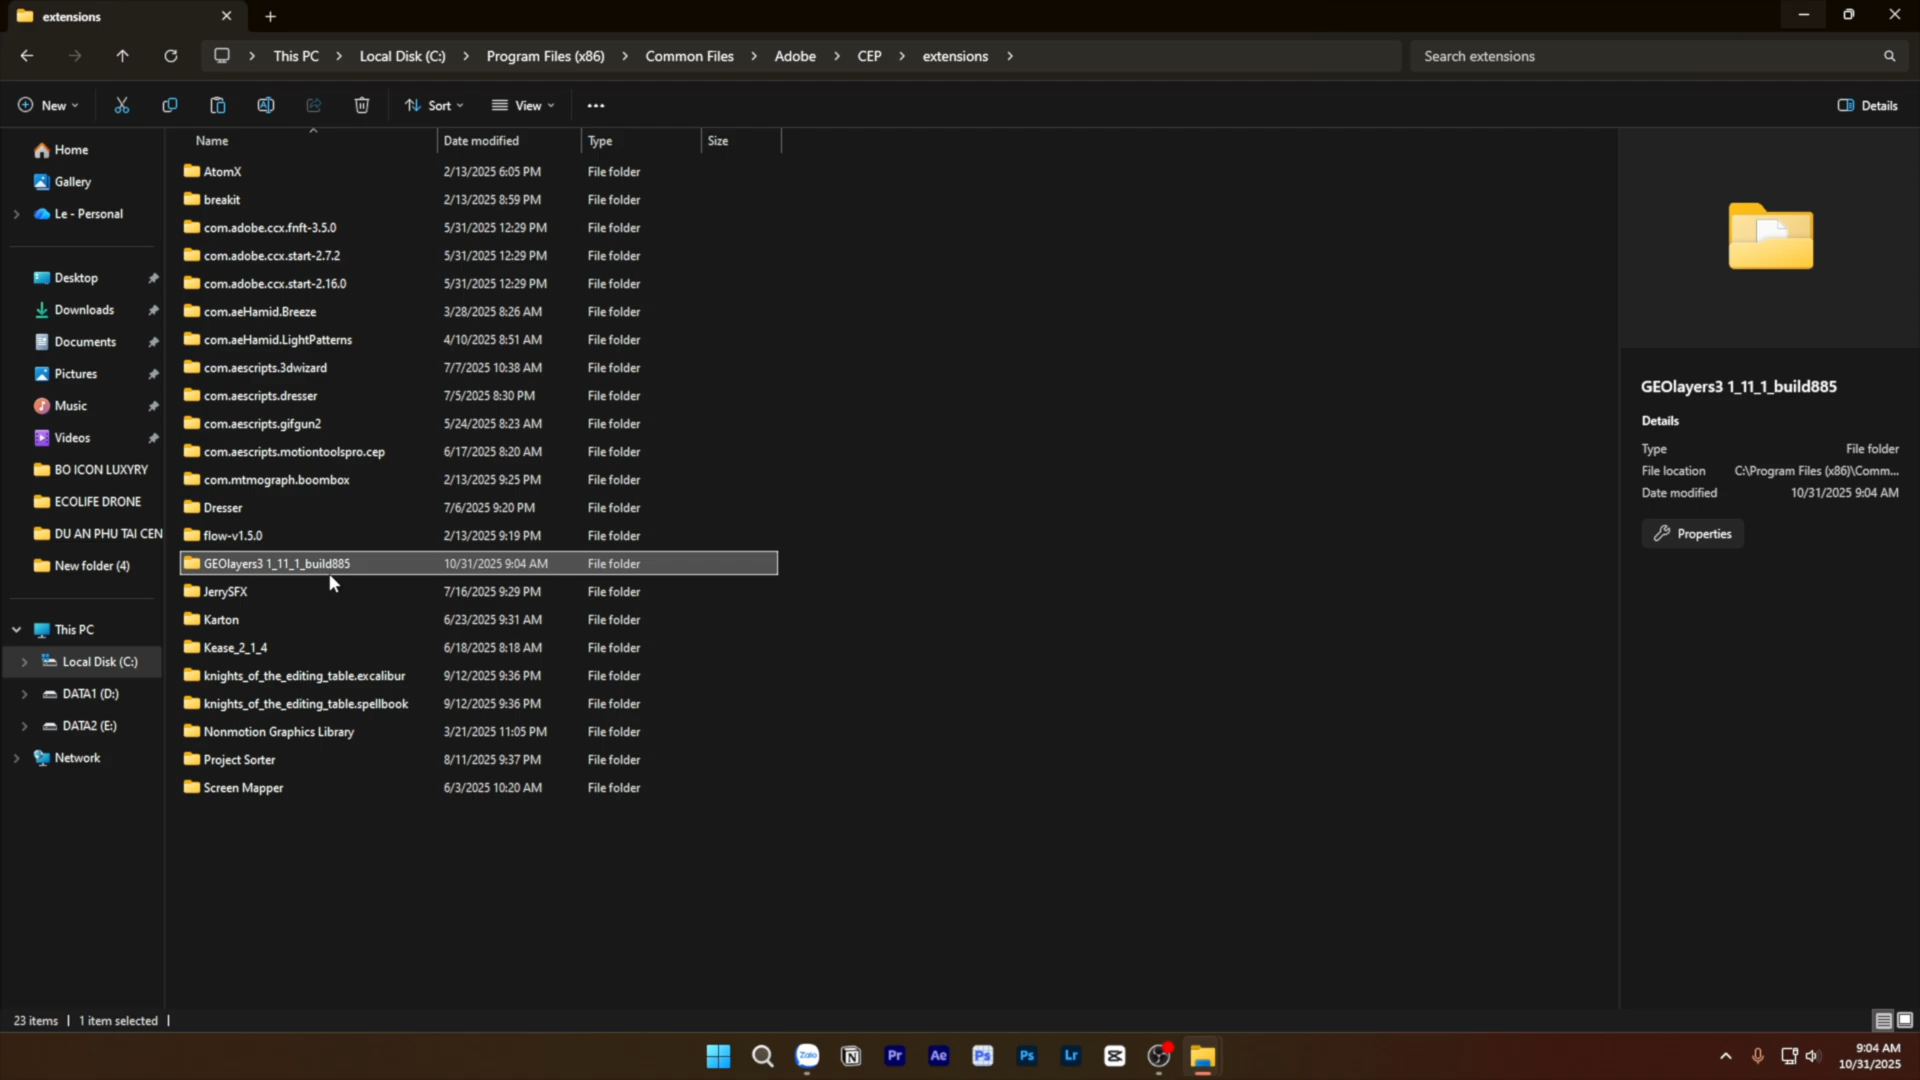 extensions
This PC
Local Disk (C:)
Program Files (x86)
Common Files
Adobe
CEP
extensions
Search extensions
New
Sort
View
Details
Home
Gallery
Le - Personal
Desktop
Downloads
Documents
Pictures
Music
Videos
BO ICON LUXYRY
ECOLIFE DRONE
DU AN PHU TAI CEN
New folder (4)
This PC
Local Disk (C:)
DATA1 (D:)
DATA2 (E:)
Network
Name Date modified Type Size
AtomX 2/13/2025 6:05 PM File folder
breakit 2/13/2025 8:59 PM File folder
com.adobe.ccx.fnft-3.5.0 5/31/2025 12:29 PM File folder
com.adobe.ccx.start-2.7.2 5/31/2025 12:29 PM File folder
com.adobe.ccx.start-2.16.0 5/31/2025 12:29 PM File folder
com.aeHamid.Breeze 3/28/2025 8:26 AM File folder
com.aeHamid.LightPatterns 4/10/2025 8:51 AM File folder
com.aescripts.3dwizard 7/7/2025 10:38 AM File folder
com.aescripts.dresser 7/5/2025 8:30 PM File folder
com.aescripts.gifgun2 5/24/2025 8:23 AM File folder
com.aescripts.motiontoolspro.cep 6/17/2025 8:20 AM File folder
com.mtmograph.boombox 2/13/2025 9:25 PM File folder
Dresser 7/6/2025 9:20 PM File folder
flow-v1.5.0 2/13/2025 9:19 PM File folder
GEOlayers3 1_11_1_build885 10/31/2025 9:04 AM File folder
JerrySFX 7/16/2025 9:29 PM File folder
Karton 6/23/2025 9:31 AM File folder
Kease_2_1_4 6/18/2025 8:18 AM File folder
knights_of_the_editing_table.excalibur 9/12/2025 9:36 PM File folder
knights_of_the_editing_table.spellbook 9/12/2025 9:36 PM File folder
Nonmotion Graphics Library 3/21/2025 11:05 PM File folder
Project Sorter 8/11/2025 9:37 PM File folder
Screen Mapper 6/3/2025 10:20 AM File folder
GEOlayers3 1_11_1_build885
Details
Type File folder
File location C:\Program Files (x86)\Comm...
Date modified 10/31/2025 9:04 AM
Properties
23 items 1 item selected
Zalo
N
Pr
Ae
Ps
Ps
Lr
9:04 AM
10/31/2025